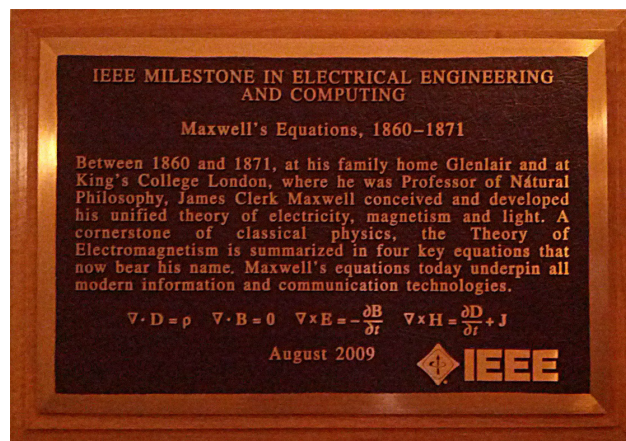 IEEE MILESTONE IN ELECTRICAL ENGINEERING
AND COMPUTING
Maxwell's Equations, 1860–1871
Between 1860 and 1871, at his family home Glenlair and at
King's College London, where he was Professor of Natural
Philosophy, James Clerk Maxwell conceived and developed
his unified theory of electricity, magnetism and light. A
cornerstone of classical physics, the Theory of
Electromagnetism is summarized in four key equations that
now bear his name. Maxwell's equations today underpin all
modern information and communication technologies.
∇·D=ρ ∇·B=0 ∇×E=-∂B/∂t ∇×H=∂D/∂t+J
August 2009
IEEE